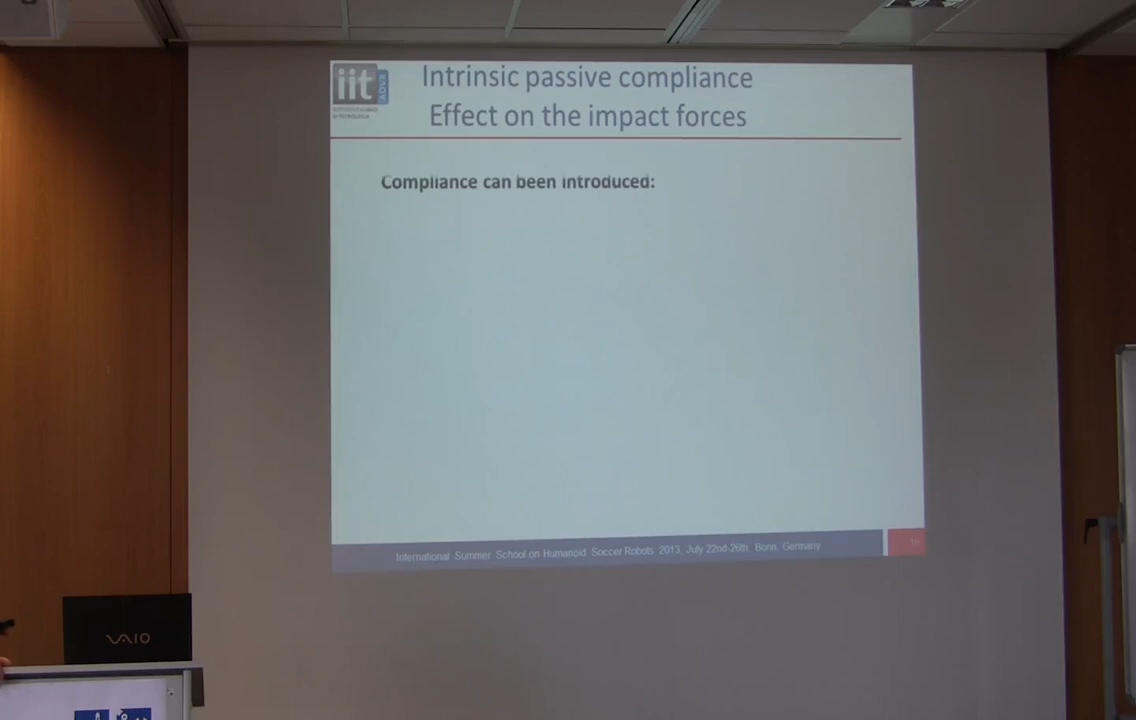 iit
ADVR
Intrinsic passive compliance
Effect on the impact forces
Compliance can been introduced:
International Summer School on Humanoid Soccer Robots 2013, July 22nd-26th, Bonn, Germany
VAIO